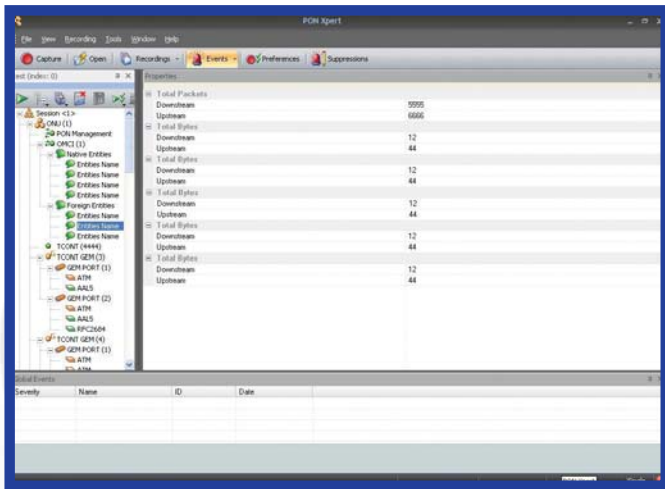 PON Xpert
File View Recording Tools Window Help
Capture Open Recordings Events Preferences Suppressions
est (Index: 0)
Properties
Session <1>
ONU (1)
PON Management
OMCI (1)
Native Entities
Entities Name
Entities Name
Entities Name
Entities Name
Foreign Entities
Entities Name
Entities Name
Entities Name
TCONT (4444)
TCONT GEM (3)
GEM PORT (1)
ATM
AAL5
GEM PORT (2)
ATM
AAL5
RFC2684
TCONT GEM (4)
GEM PORT (1)
ATM
Total Packets
Downstream 5555
Upstream 6666
Total Bytes
Downstream 12
Upstream 44
Total Bytes
Downstream 12
Upstream 44
Total Bytes
Downstream 12
Upstream 44
Total Bytes
Downstream 12
Upstream 44
Total Bytes
Downstream 12
Upstream 44
Global Events
Severity Name ID Date